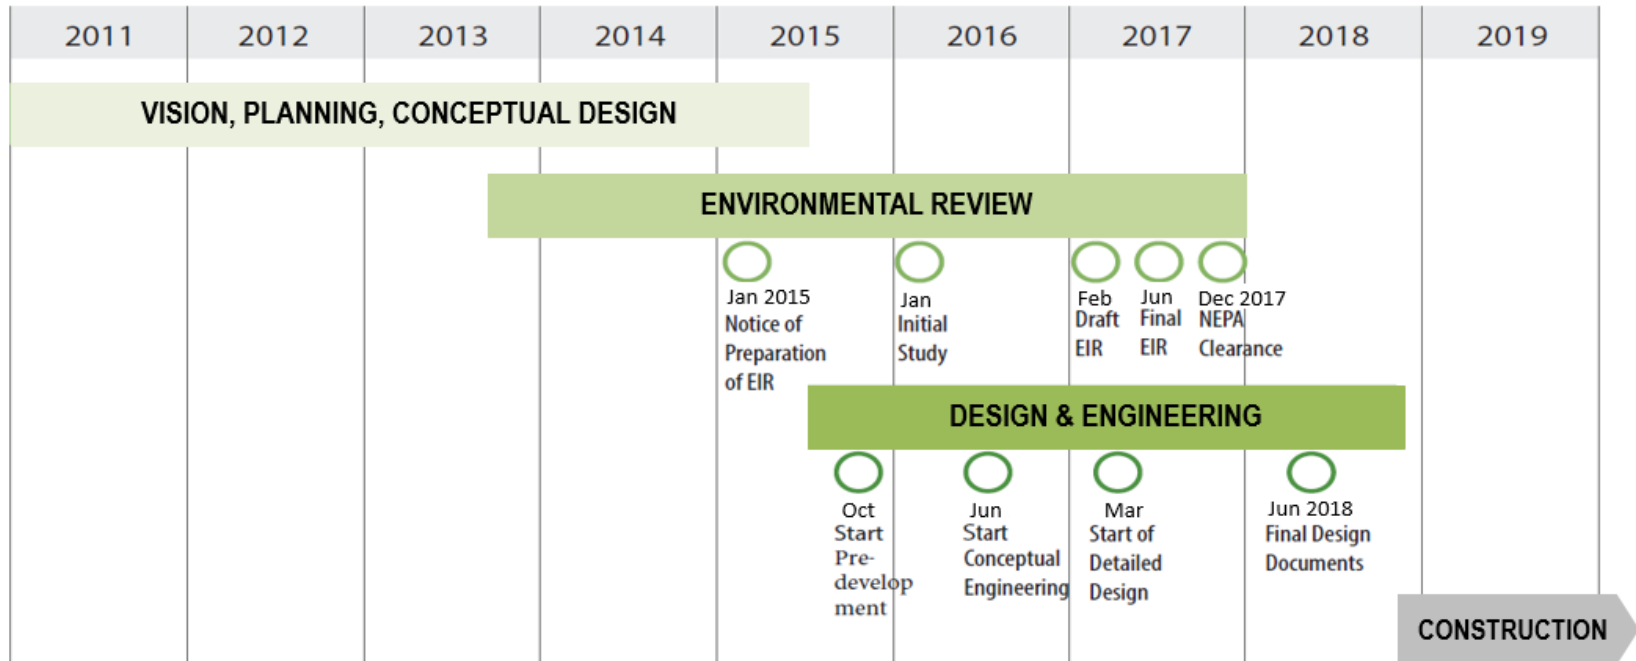 2011 2012 2013 2014 2015 2016 2017 2018 2019
VISION, PLANNING, CONCEPTUAL DESIGN
ENVIRONMENTAL REVIEW
Jan 2015
Notice of
Preparation
of EIR
Jan
Initial
Study
Feb
Draft
EIR
Jun
Final
EIR
Dec 2017
NEPA
Clearance
DESIGN & ENGINEERING
Oct
Start
Pre-
develop
ment
Jun
Start
Conceptual
Engineering
Mar
Start of
Detailed
Design
Jun 2018
Final Design
Documents
CONSTRUCTION